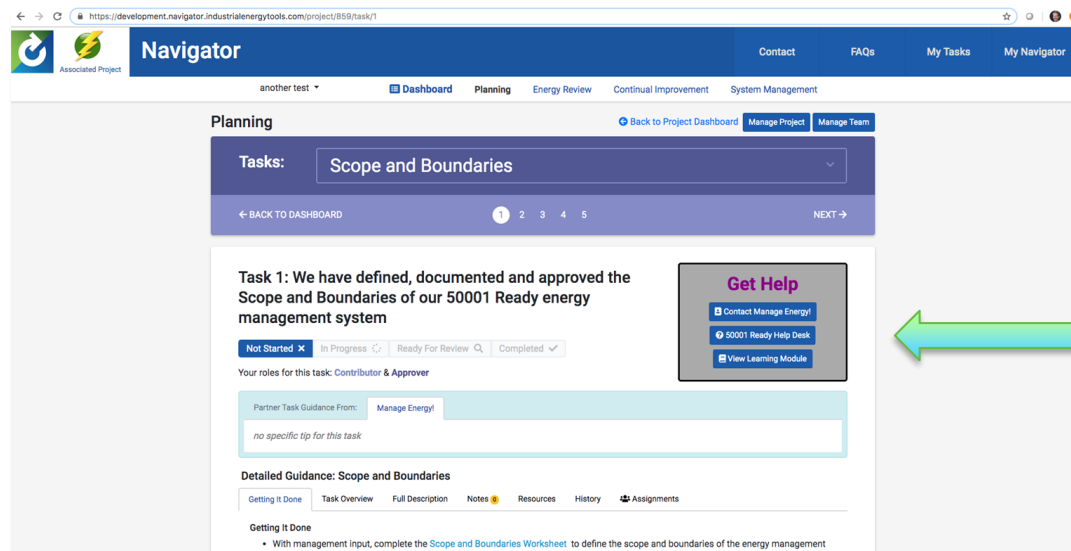 https://development.navigator.industrialenergytools.com/project/859/task/1
Associated Project
Navigator
Contact FAQs My Tasks My Navigator
another test Dashboard Planning Energy Review Continual Improvement System Management
Planning Back to Project Dashboard Manage Project Manage Team
Tasks: Scope and Boundaries
← BACK TO DASHBOARD 1 2 3 4 5 NEXT →
Task 1: We have defined, documented and approved the
Scope and Boundaries of our 50001 Ready energy
management system
Get Help
Contact Manage Energy!
50001 Ready Help Desk
View Learning Module
Not Started × In Progress Ready For Review Completed ✓
Your roles for this task: Contributor & Approver
Partner Task Guidance From: Manage Energy!
no specific tip for this task
Detailed Guidance: Scope and Boundaries
Getting It Done Task Overview Full Description Notes 0 Resources History Assignments
Getting It Done
• With management input, complete the Scope and Boundaries Worksheet to define the scope and boundaries of the energy management